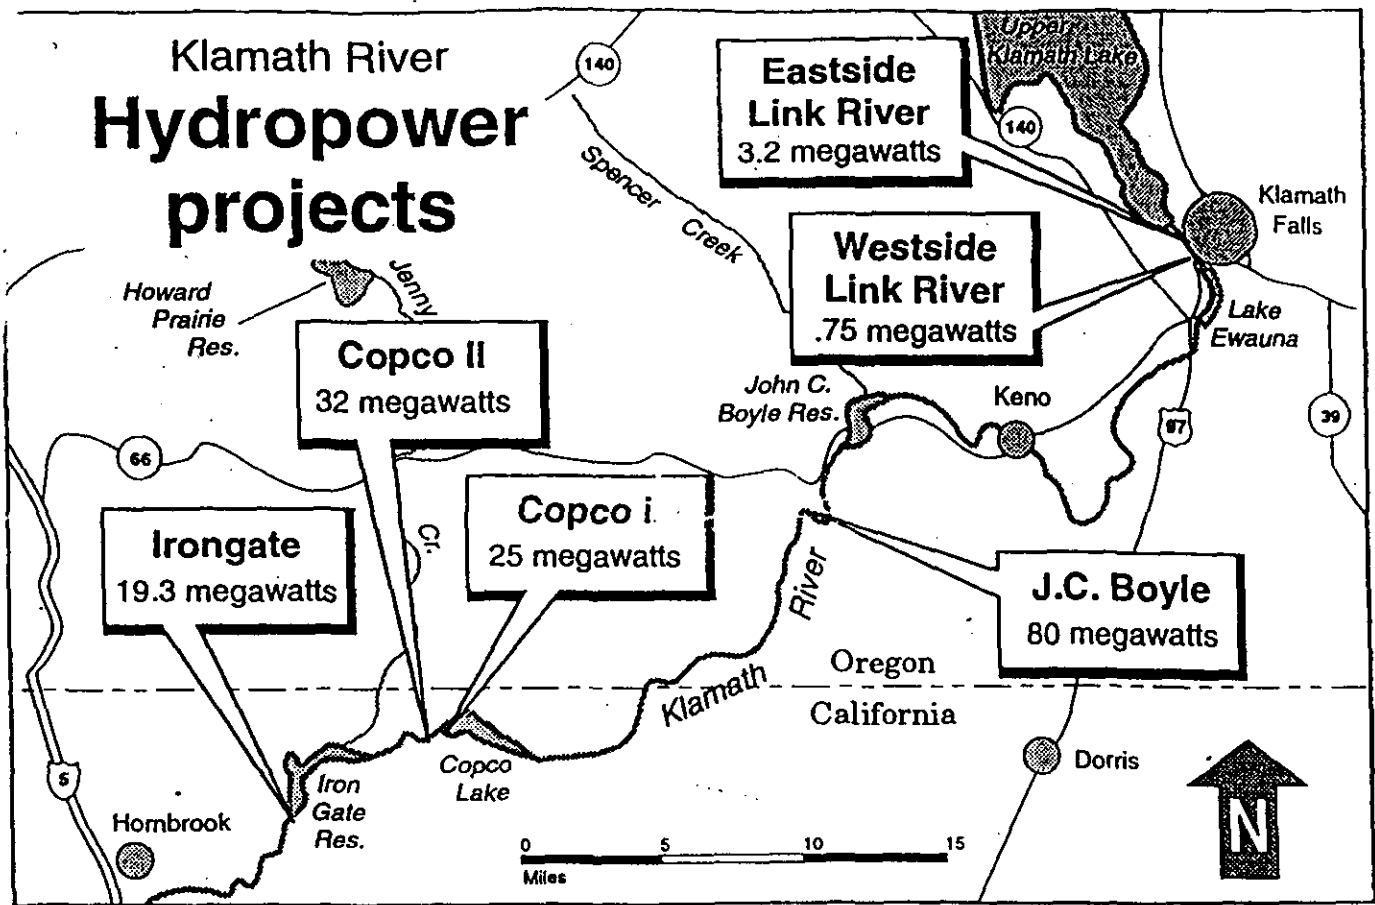 Klamath River
Hydropower
projects
140
Upper
Klamath Lake
Eastside
Link River
3.2 megawatts
140
Spencer
Creek
Klamath
Falls
Westside
Link River
.75 megawatts
Howard
Prairie
Res.
Jenny
Lake
Ewauna
Copco II
32 megawatts
John C.
Boyle Res.
Keno
97
39
66
Copco i
25 megawatts
Irongate
19.3 megawatts
Cr.
J.C. Boyle
80 megawatts
Klamath
River
Oregon
California
5
Hornbrook
Iron
Gate
Res.
Copco
Lake
Dorris
N
0 5 10 15
Miles